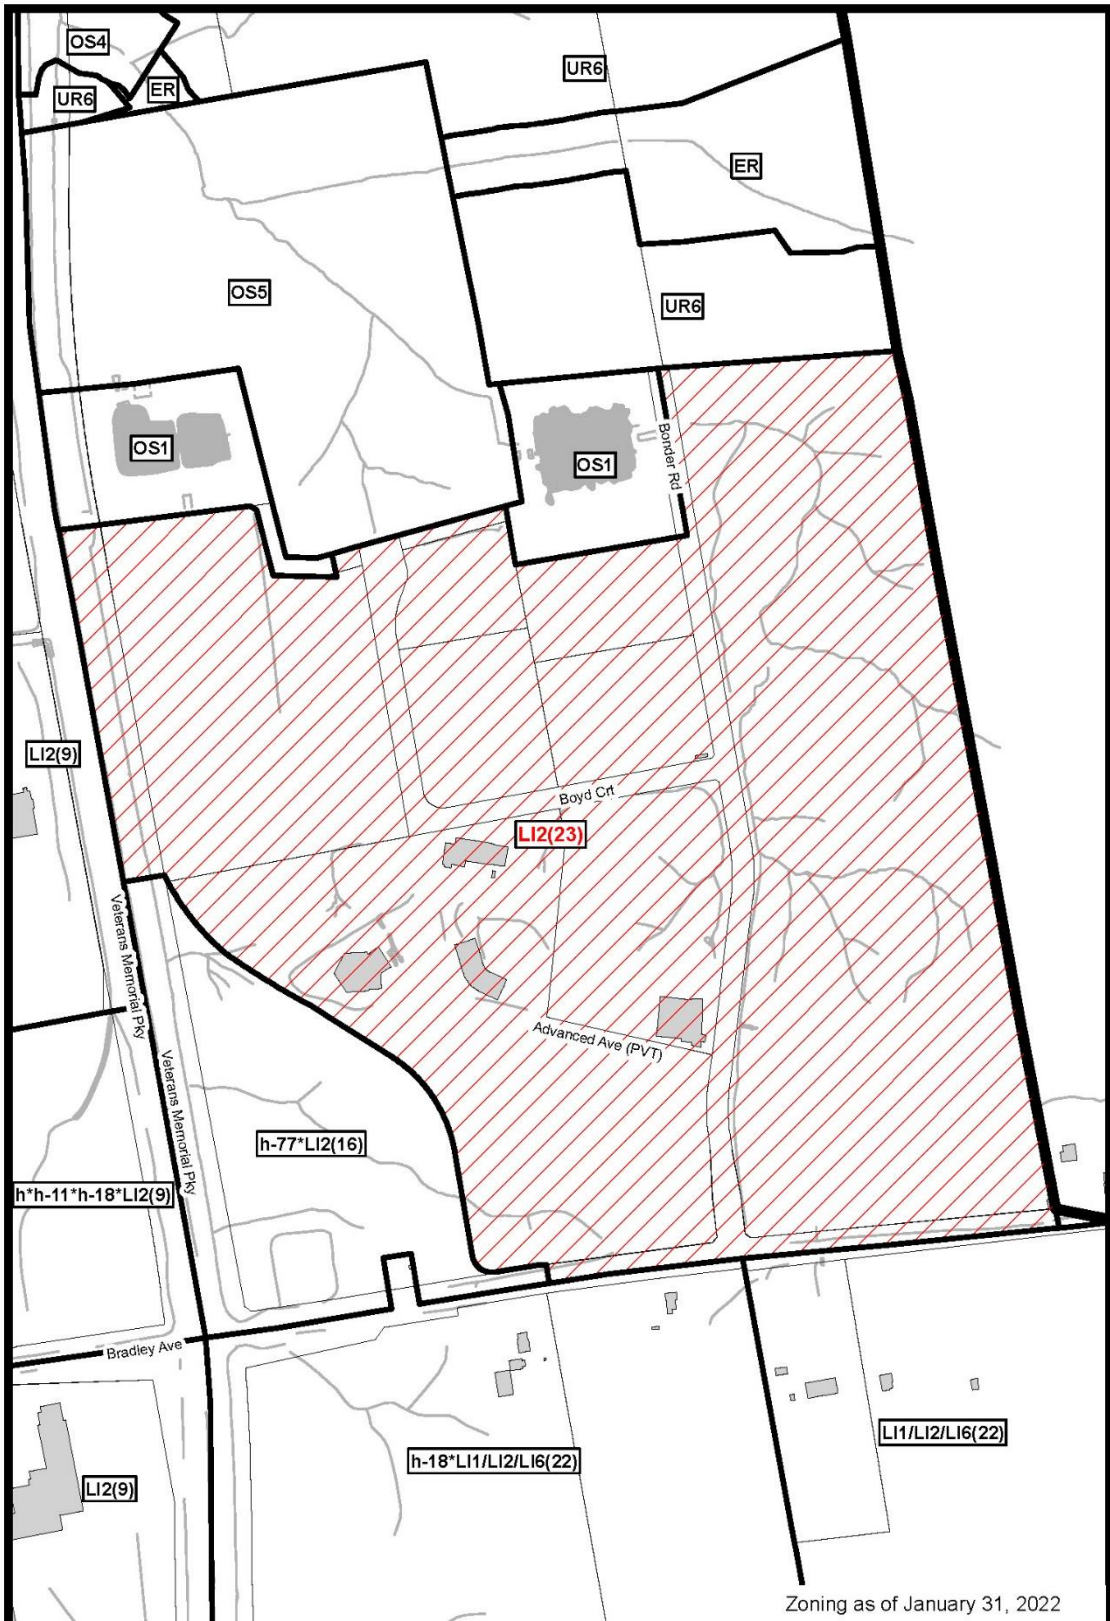 OS4
UR6
UR6
ER
ER
OS5
UR6
Bonder Rd
OS1
OS1
LI2(9)
Boyd Crt
LI2(23)
Veterans Memorial Pky
Advanced Ave (PVT)
Veterans Memorial Pky
h-77*LI2(16)
h*h-11*h-18*LI2(9)
Bradley Ave
LI1/LI2/LI6(22)
h-18*LI1/LI2/LI6(22)
LI2(9)
Zoning as of January 31, 2022